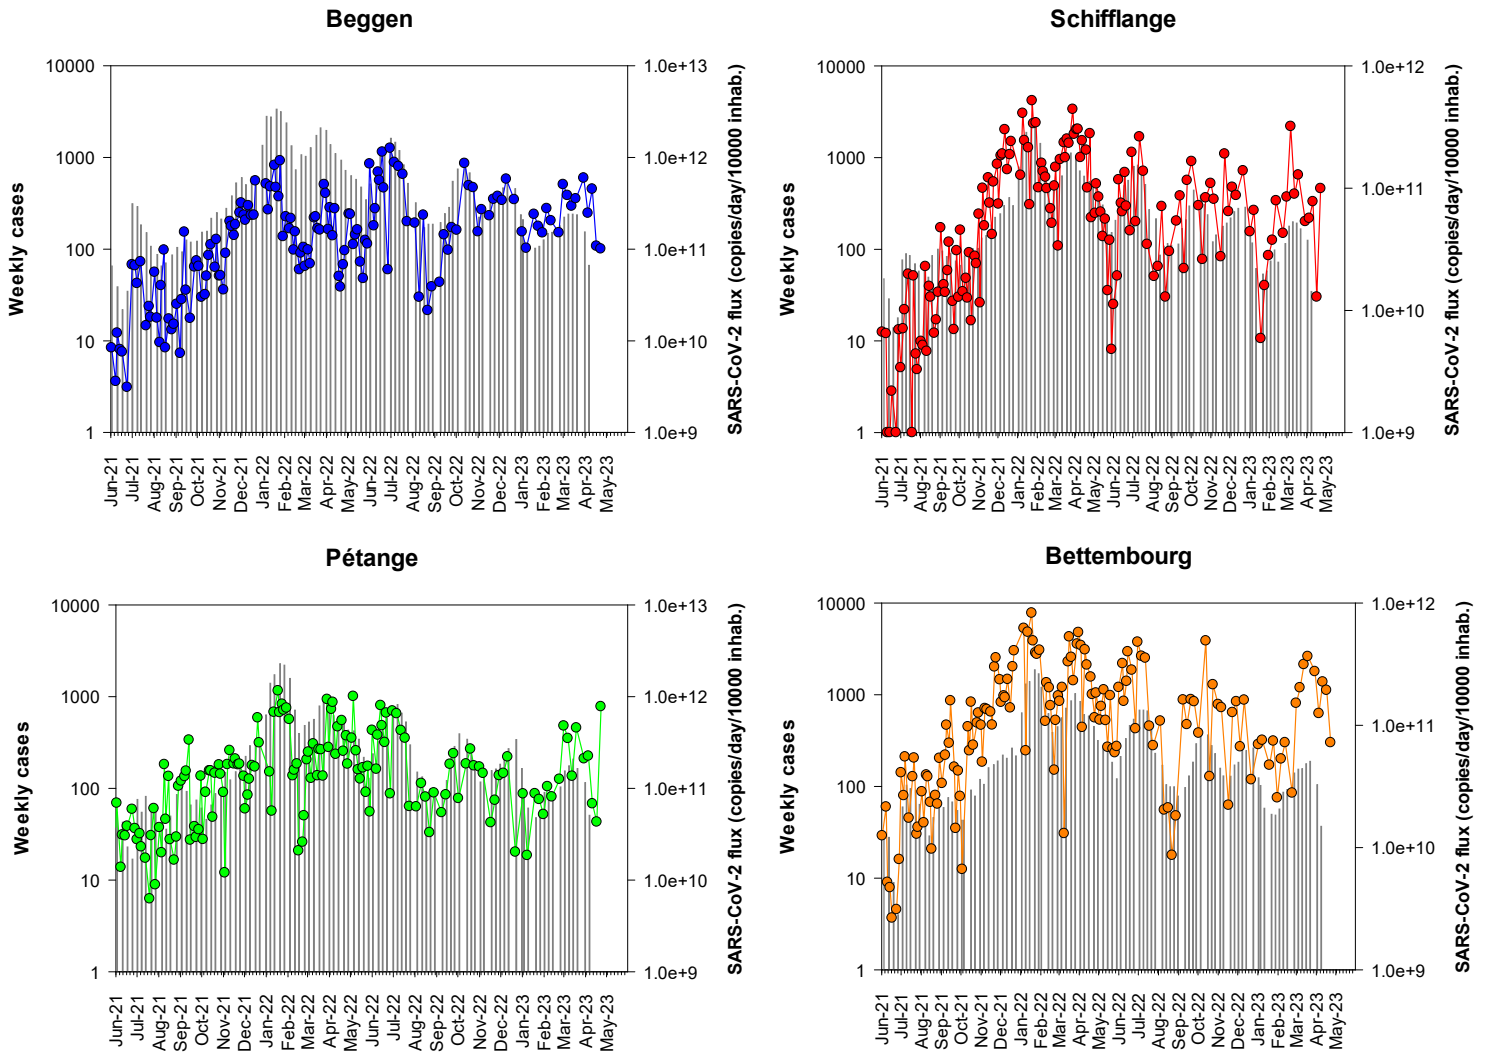 Beggen
10000
1000
100
10
1
Weekly cases
1.0e+13
1.0e+12
1.0e+11
1.0e+10
1.0e+9
SARS-CoV-2 flux (copies/day/10000 inhab.)
Jun-21
Jul-21
Aug-21
Sep-21
Oct-21
Nov-21
Dec-21
Jan-22
Feb-22
Mar-22
Apr-22
May-22
Jun-22
Jul-22
Aug-22
Sep-22
Oct-22
Nov-22
Dec-22
Jan-23
Feb-23
Mar-23
Apr-23
May-23
Schifflange
10000
1000
100
10
1
Weekly cases
1.0e+12
1.0e+11
1.0e+10
1.0e+9
SARS-CoV-2 flux (copies/day/10000 inhab.)
Jun-21
Jul-21
Aug-21
Sep-21
Oct-21
Nov-21
Dec-21
Jan-22
Feb-22
Mar-22
Apr-22
May-22
Jun-22
Jul-22
Aug-22
Sep-22
Oct-22
Nov-22
Dec-22
Jan-23
Feb-23
Mar-23
Apr-23
May-23
Pétange
10000
1000
100
10
1
Weekly cases
1.0e+13
1.0e+12
1.0e+11
1.0e+10
1.0e+9
SARS-CoV-2 flux (copies/day/10000 inhab.)
Jun-21
Jul-21
Aug-21
Sep-21
Oct-21
Nov-21
Dec-21
Jan-22
Feb-22
Mar-22
Apr-22
May-22
Jun-22
Jul-22
Aug-22
Sep-22
Oct-22
Nov-22
Dec-22
Jan-23
Feb-23
Mar-23
Apr-23
May-23
Bettembourg
10000
1000
100
10
1
Weekly cases
1.0e+12
1.0e+11
1.0e+10
1.0e+9
SARS-CoV-2 flux (copies/day/10000 inhab.)
Jun-21
Jul-21
Aug-21
Sep-21
Oct-21
Nov-21
Dec-21
Jan-22
Feb-22
Mar-22
Apr-22
May-22
Jun-22
Jul-22
Aug-22
Sep-22
Oct-22
Nov-22
Dec-22
Jan-23
Feb-23
Mar-23
Apr-23
May-23